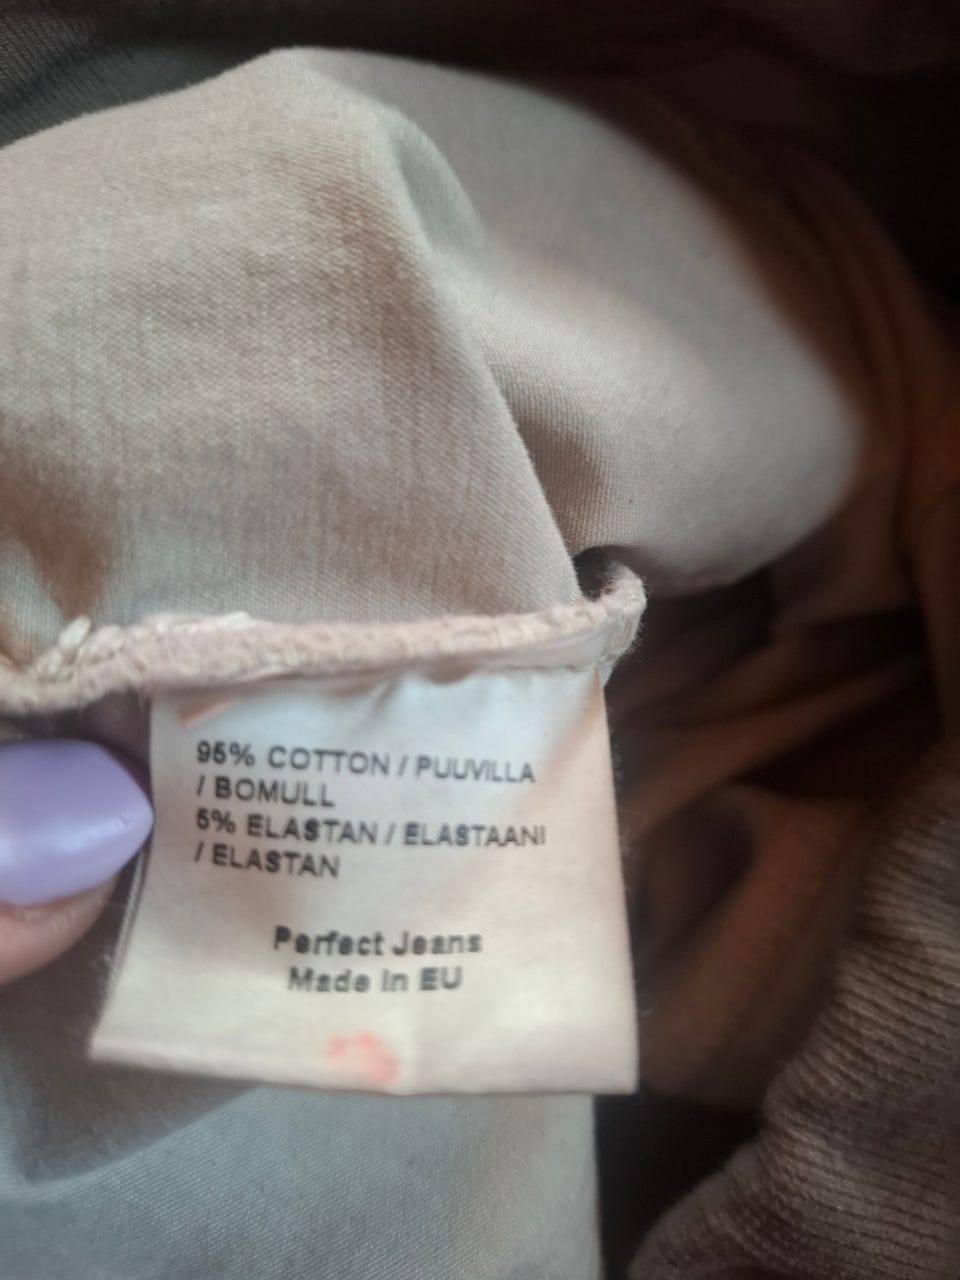 95% COTTON / PUUVILLA
/ BOMULL
5% ELASTAN / ELASTAANI
/ ELASTAN
Perfect Jeans
Made in EU